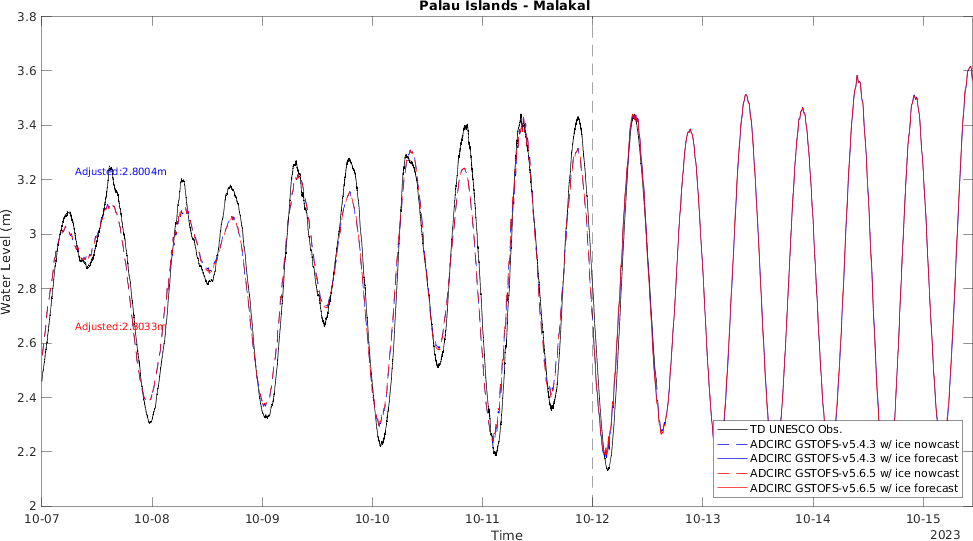 Palau Islands - Malakal
3.8
3.6
3.4
3.2
3
2.8
2.6
2.4
2.2
2
Water Level (m)
Adjusted:2.8004m
Adjusted:2.8033m
TD UNESCO Obs.
ADCIRC GSTOFS-v5.4.3 w/ ice nowcast
ADCIRC GSTOFS-v5.4.3 w/ ice forecast
ADCIRC GSTOFS-v5.6.5 w/ ice nowcast
ADCIRC GSTOFS-v5.6.5 w/ ice forecast
10-07 10-08 10-09 10-10 10-11 10-12 10-13 10-14 10-15
Time
2023